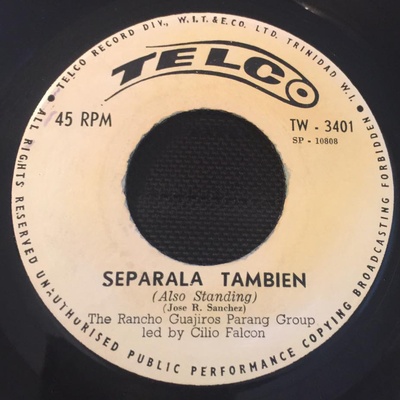 • TELCO RECORD DIV., W.I.T. & E. CO. LTD. TRINIDAD W.I. •
TELCO
45 RPM
TW - 3401
SP - 10808
SEPARALA TAMBIEN
(Also Standing)
(Jose R. Sanchez)
The Rancho Guajiros Parang Group
led by Cilio Falcon
ALL RIGHTS RESERVED UNAUTHORISED PUBLIC PERFORMANCE COPYING BROADCASTING FORBIDDEN